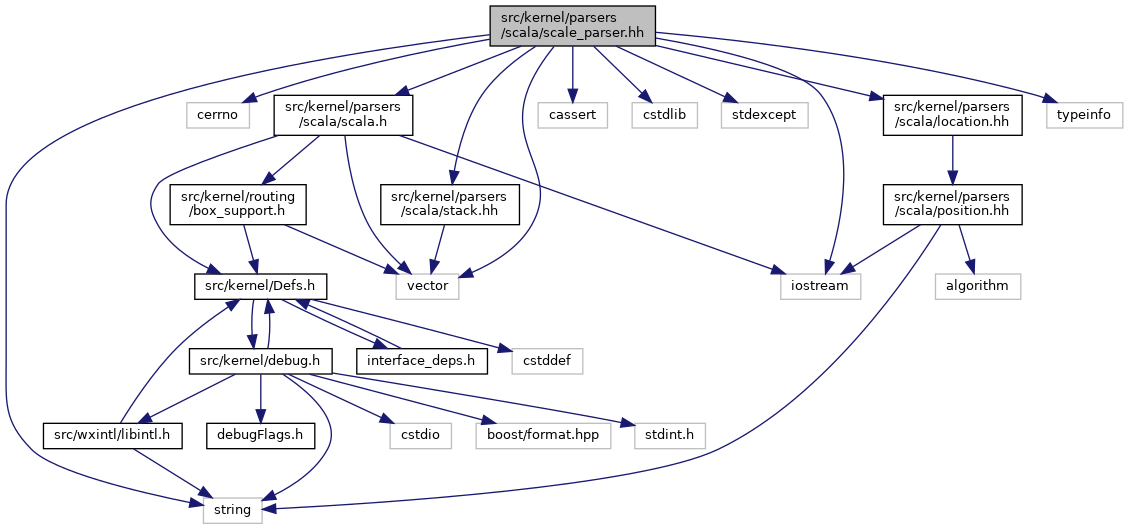 src/kernel/parsers
/scala/scale_parser.hh
cerrno
src/kernel/parsers
/scala/scala.h
cassert
cstdlib
stdexcept
src/kernel/parsers
/scala/location.hh
typeinfo
src/kernel/routing
/box_support.h
src/kernel/parsers
/scala/stack.hh
src/kernel/parsers
/scala/position.hh
src/kernel/Defs.h
vector
iostream
algorithm
src/kernel/debug.h
interface_deps.h
cstddef
src/wxintl/libintl.h
debugFlags.h
cstdio
boost/format.hpp
stdint.h
string